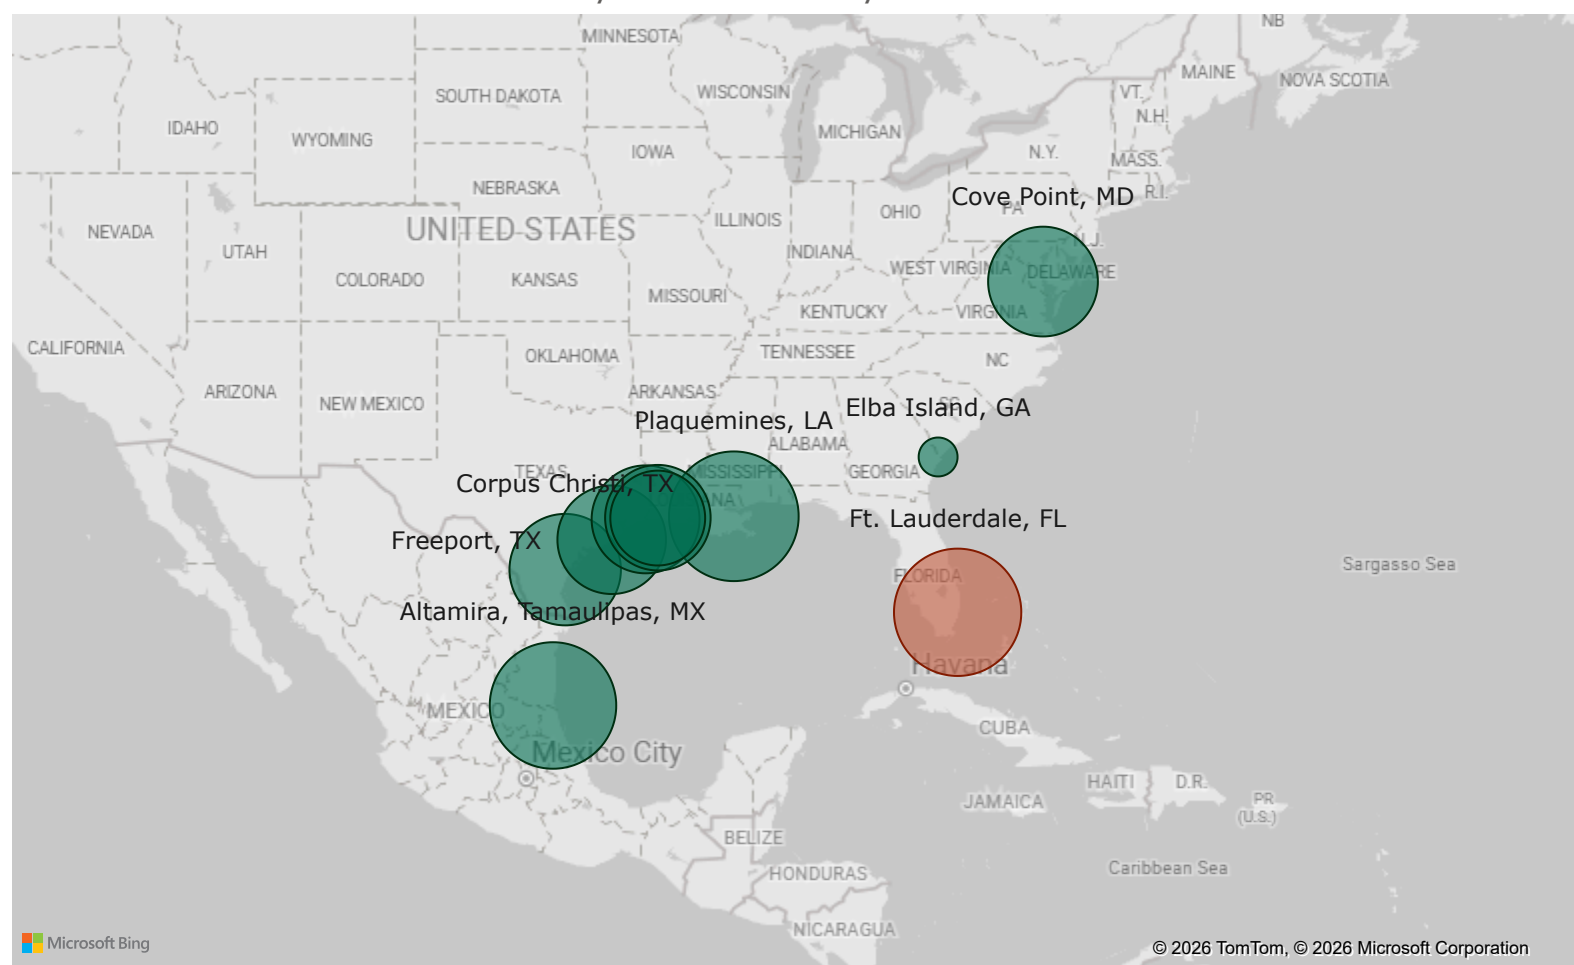 NB
MINNESOTA
MAINE
NOVA SCOTIA
SOUTH DAKOTA
WISCONSIN
VT.
N.H.
IDAHO
WYOMING
MICHIGAN
IOWA
N.Y.
MASS.
NEBRASKA
R.I.
Cove Point, MD
PA
OHIO
ILLINOIS
NEVADA
UNITED STATES
UTAH
INDIANA
N.J.
COLORADO
KANSAS
WEST VIRGINIA
DELAWARE
MISSOURI
KENTUCKY
VIRGINIA
CALIFORNIA
OKLAHOMA
TENNESSEE
NC
ARIZONA
NEW MEXICO
ARKANSAS
SC
Elba Island, GA
Plaquemines, LA
ALABAMA
TEXAS
MISSISSIPPI
GEORGIA
Corpus Christi, TX
NA
Ft. Lauderdale, FL
Freeport, TX
Sargasso Sea
FLORIDA
Altamira, Tamaulipas, MX
Havana
MEXICO
CUBA
Mexico City
HAITI
D.R.
JAMAICA
PR
(U.S.)
BELIZE
Caribbean Sea
HONDURAS
NICARAGUA
Microsoft Bing
© 2026 TomTom, © 2026 Microsoft Corporation